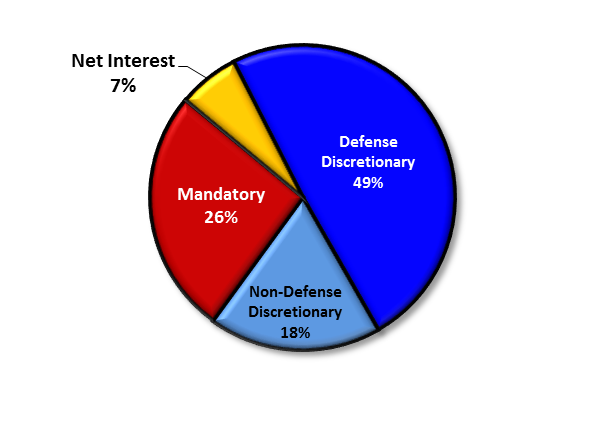 Net Interest
7%
Defense
Discretionary
49%
Mandatory
26%
Non-Defense
Discretionary
18%